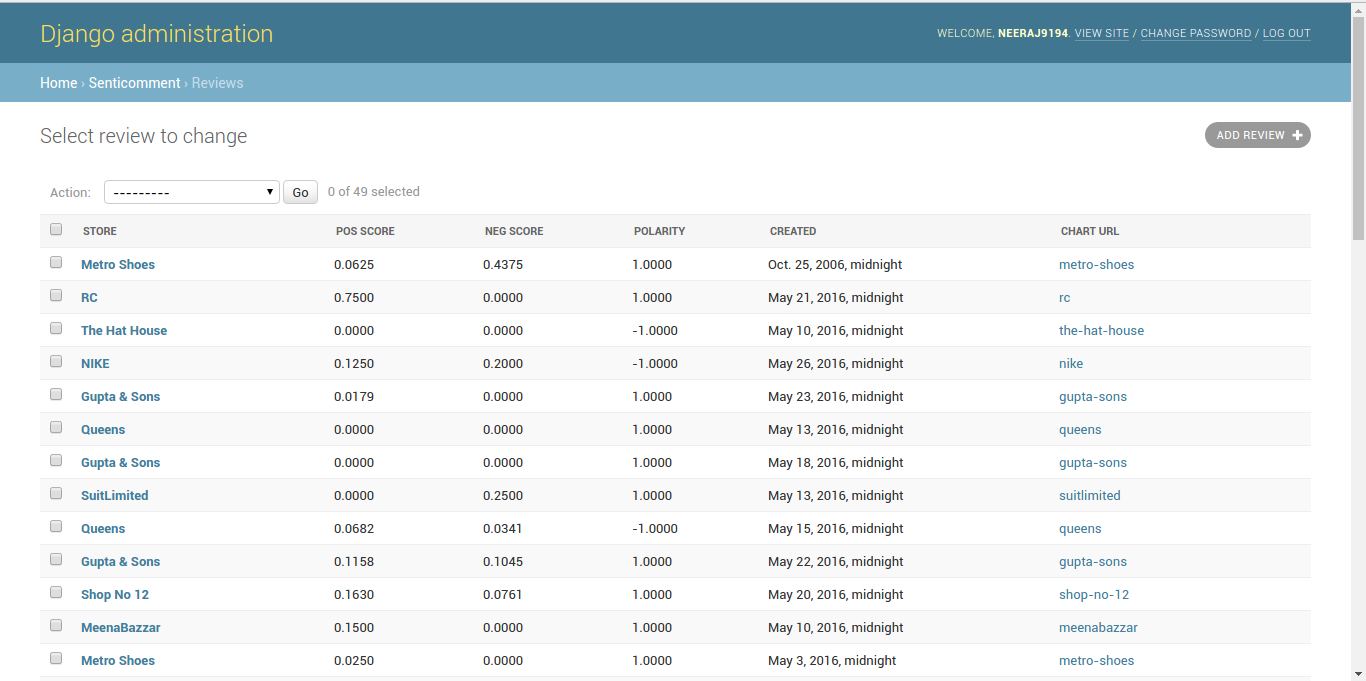 Django administration
WELCOME, NEERAJ9194. VIEW SITE / CHANGE PASSWORD / LOG OUT
Home › Senticomment › Reviews
Select review to change
ADD REVIEW +
Action: --------- Go 0 of 49 selected
STORE POS SCORE NEG SCORE POLARITY CREATED CHART URL
Metro Shoes 0.0625 0.4375 1.0000 Oct. 25, 2006, midnight metro-shoes
RC 0.7500 0.0000 1.0000 May 21, 2016, midnight rc
The Hat House 0.0000 0.0000 -1.0000 May 10, 2016, midnight the-hat-house
NIKE 0.1250 0.2000 -1.0000 May 26, 2016, midnight nike
Gupta & Sons 0.0179 0.0000 1.0000 May 23, 2016, midnight gupta-sons
Queens 0.0000 0.0000 1.0000 May 13, 2016, midnight queens
Gupta & Sons 0.0000 0.0000 1.0000 May 18, 2016, midnight gupta-sons
SuitLimited 0.0000 0.2500 1.0000 May 13, 2016, midnight suitlimited
Queens 0.0682 0.0341 -1.0000 May 15, 2016, midnight queens
Gupta & Sons 0.1158 0.1045 1.0000 May 22, 2016, midnight gupta-sons
Shop No 12 0.1630 0.0761 1.0000 May 20, 2016, midnight shop-no-12
MeenaBazzar 0.1500 0.0000 1.0000 May 10, 2016, midnight meenabazzar
Metro Shoes 0.0250 0.0000 1.0000 May 3, 2016, midnight metro-shoes